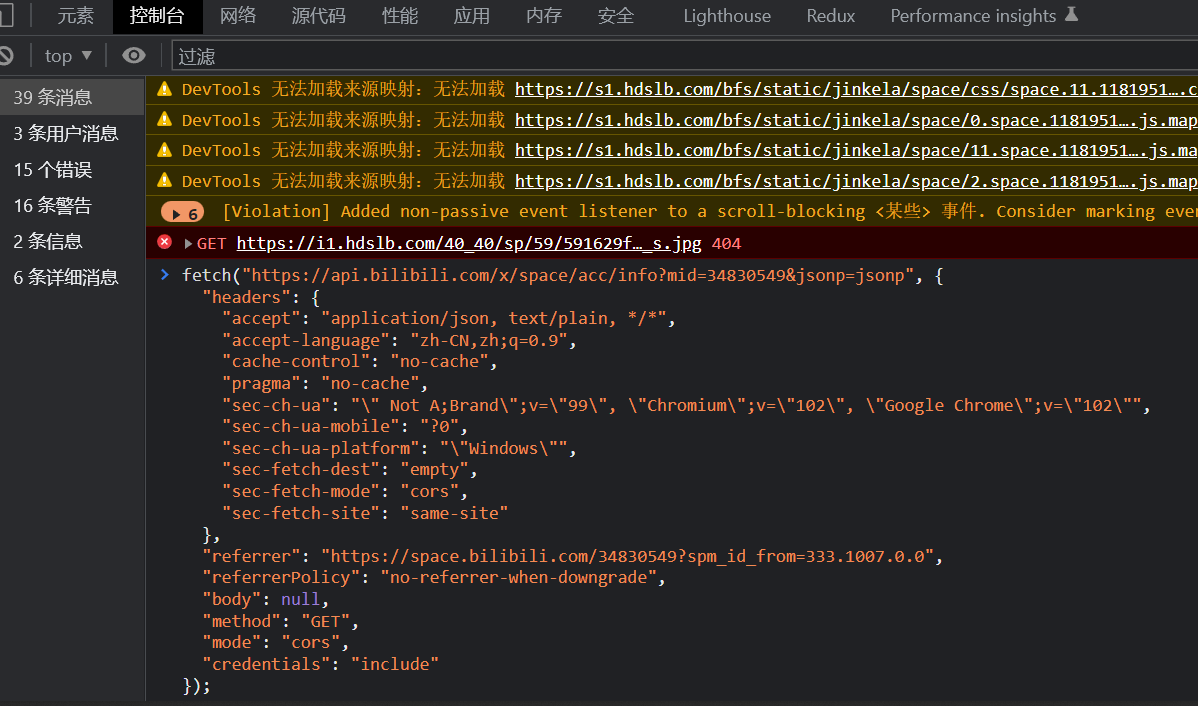 元素 控制台 网络 源代码 性能 应用 内存 安全 Lighthouse Redux Performance insights
top ▼ 过滤
39 条消息
3 条用户消息
15 个错误
16 条警告
2 条信息
6 条详细消息
DevTools 无法加载来源映射: 无法加载 https://s1.hdslb.com/bfs/static/jinkela/space/css/space.11.1181951….c
DevTools 无法加载来源映射: 无法加载 https://s1.hdslb.com/bfs/static/jinkela/space/0.space.1181951….js.map
DevTools 无法加载来源映射: 无法加载 https://s1.hdslb.com/bfs/static/jinkela/space/11.space.1181951….js.ma
DevTools 无法加载来源映射: 无法加载 https://s1.hdslb.com/bfs/static/jinkela/space/2.space.1181951….js.map
▶ 6 [Violation] Added non-passive event listener to a scroll-blocking <某些> 事件. Consider marking eve
▶ GET https://i1.hdslb.com/40_40/sp/59/591629f…_s.jpg 404
> fetch("https://api.bilibili.com/x/space/acc/info?mid=34830549&jsonp=jsonp", {
"headers": {
"accept": "application/json, text/plain, */*",
"accept-language": "zh-CN,zh;q=0.9",
"cache-control": "no-cache",
"pragma": "no-cache",
"sec-ch-ua": "\" Not A;Brand\";v=\"99\", \"Chromium\";v=\"102\", \"Google Chrome\";v=\"102\"",
"sec-ch-ua-mobile": "?0",
"sec-ch-ua-platform": "\"Windows\"",
"sec-fetch-dest": "empty",
"sec-fetch-mode": "cors",
"sec-fetch-site": "same-site"
},
"referrer": "https://space.bilibili.com/34830549?spm_id_from=333.1007.0.0",
"referrerPolicy": "no-referrer-when-downgrade",
"body": null,
"method": "GET",
"mode": "cors",
"credentials": "include"
});